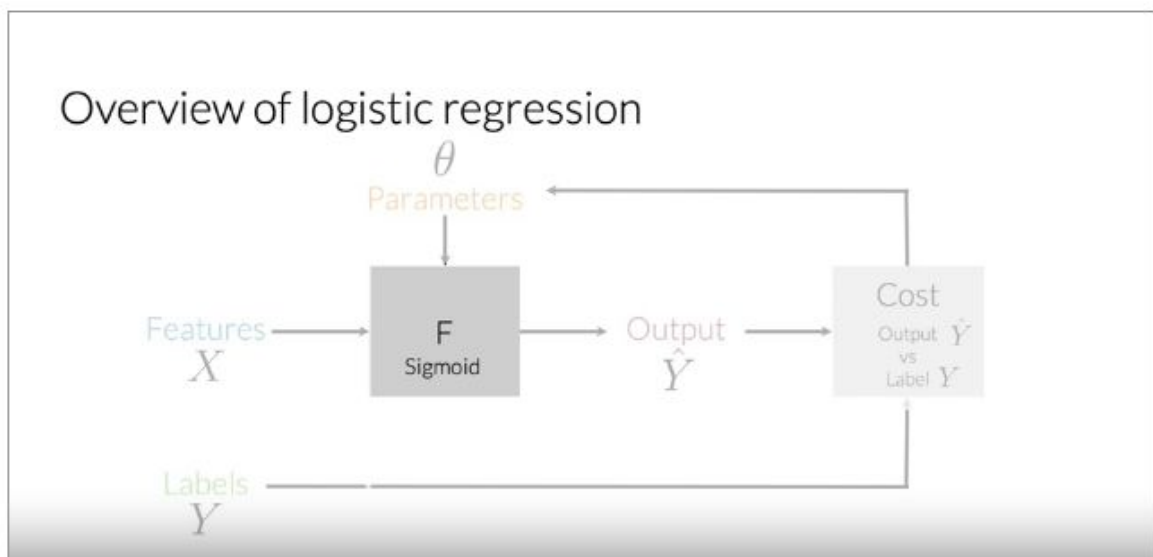 Overview of logistic regression
θ
Parameters
Features
X
F
Sigmoid
Output
Ŷ
Cost
Output Ŷ
vs
Label Y
Labels
Y